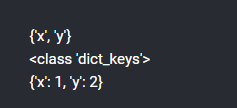 {'x', 'y'}
<class 'dict_keys'>
{'x': 1, 'y': 2}